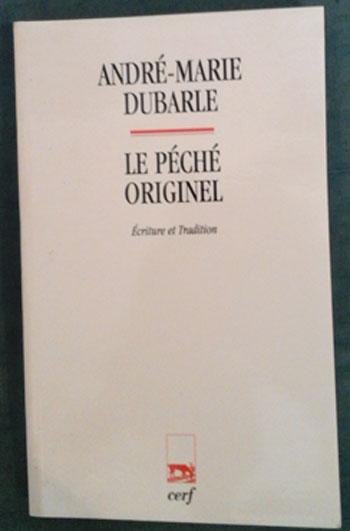 ANDRÉ-MARIE
DUBARLE
LE PÉCHÉ
ORIGINEL
Écriture et Tradition
cerf